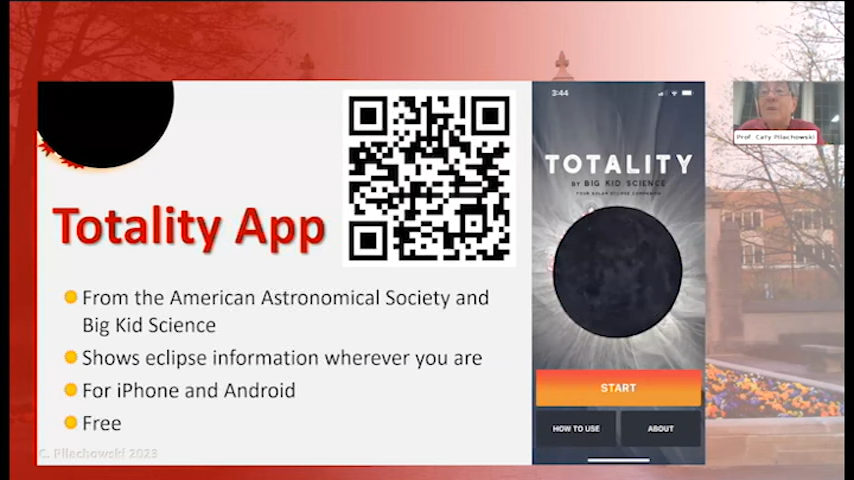 Totality App
From the American Astronomical Society and
Big Kid Science
Shows eclipse information wherever you are
For iPhone and Android
Free
C. Pilachowski 2023
3:44
TOTALITY
BY BIG KID SCIENCE
YOUR SOLAR ECLIPSE COMPANION
START
HOW TO USE
ABOUT
Prof. Caty Pilachowski